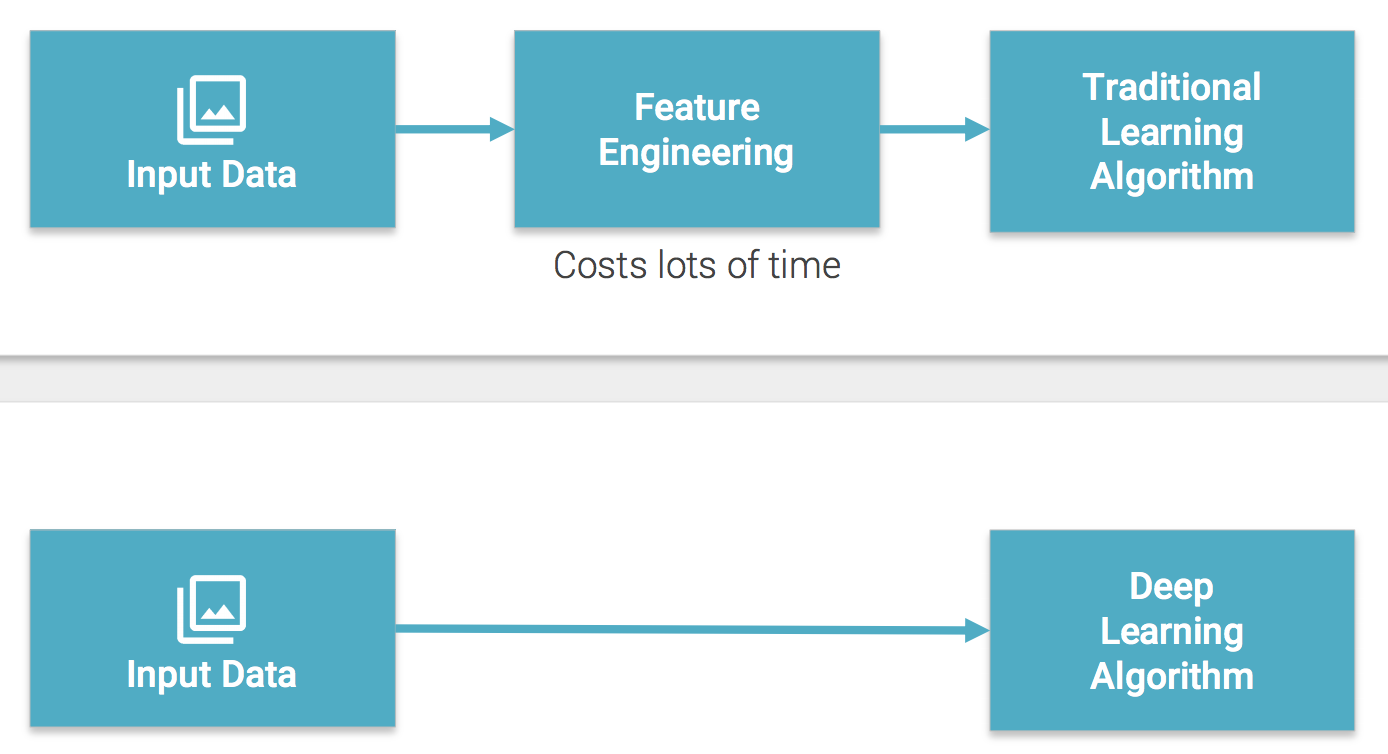 Input Data
Feature
Engineering
Traditional
Learning
Algorithm
Costs lots of time
Input Data
Deep
Learning
Algorithm